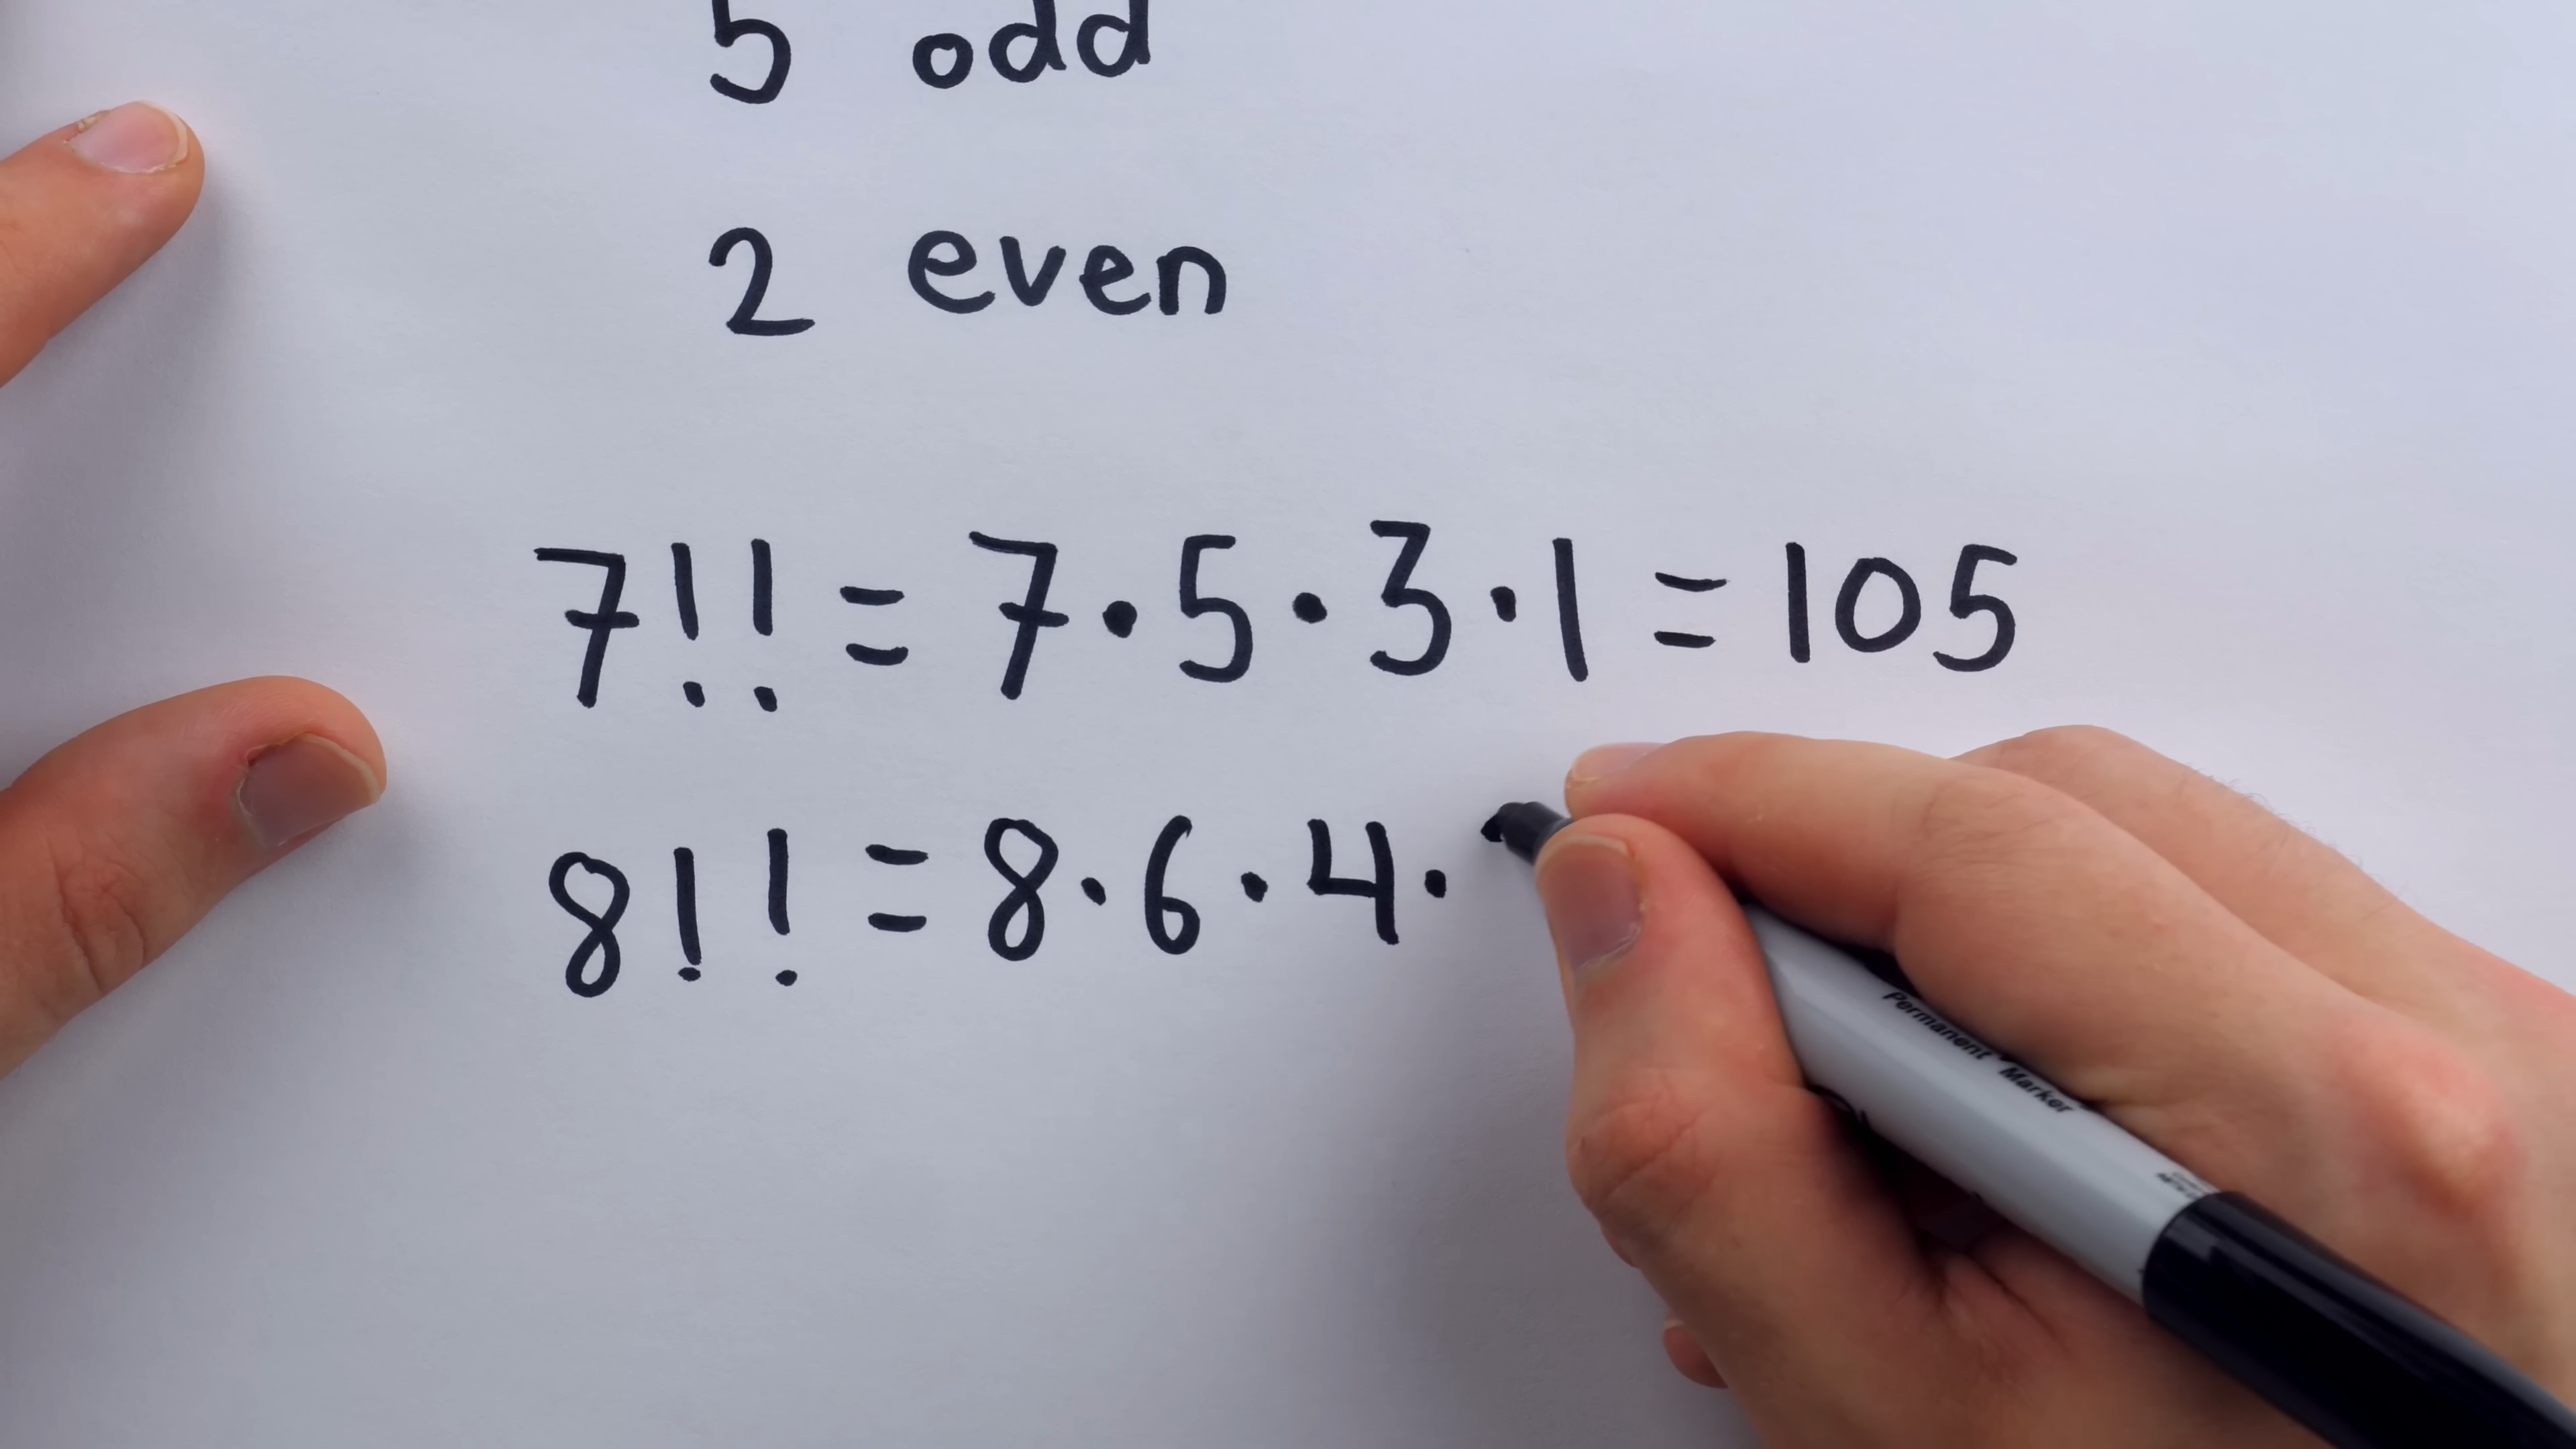 5 odd
2 even
7!! = 7·5·3·1 = 105
8!! = 8·6·4·
Permanent Marker